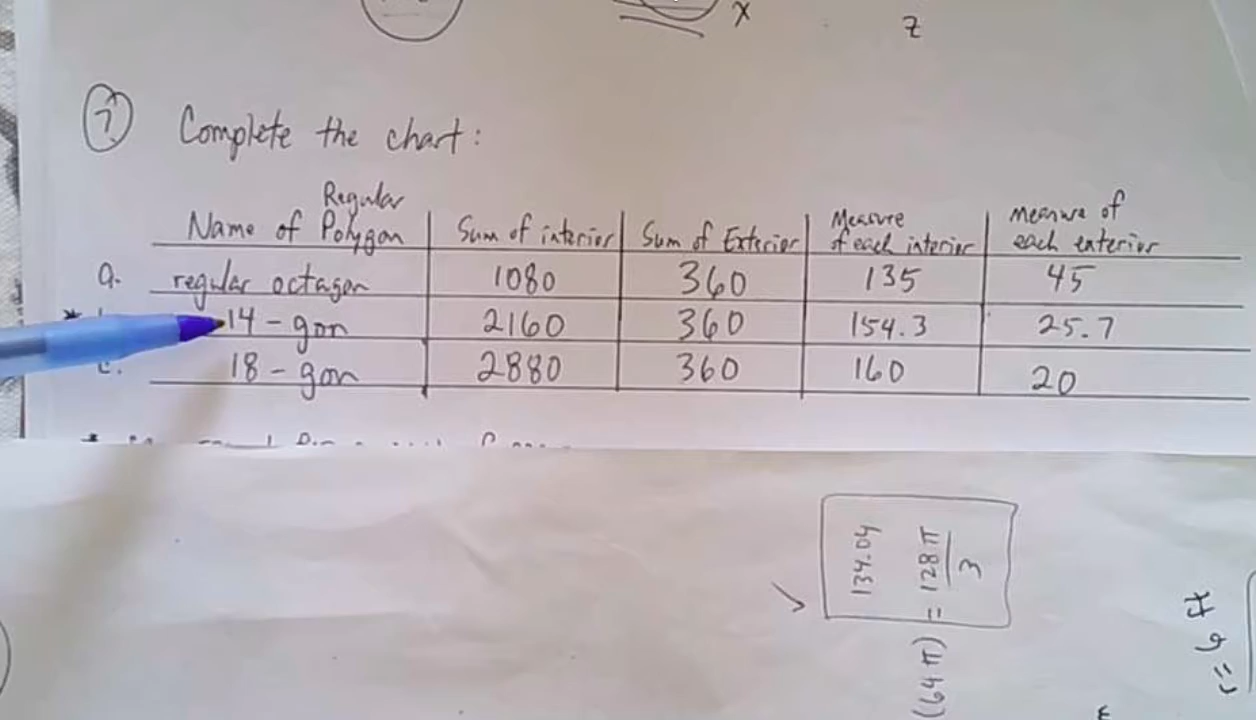 x
z
7. Complete the chart:
Name of Regular Polygon | Sum of interior | Sum of Exterior | Measure of each interior | Measure of each exterior
a. regular octagon | 1080 | 360 | 135 | 45
* 14-gon | 2160 | 360 | 154.3 | 25.7
c. 18-gon | 2880 | 360 | 160 | 20
*
134.04
(64π) = 128π/3